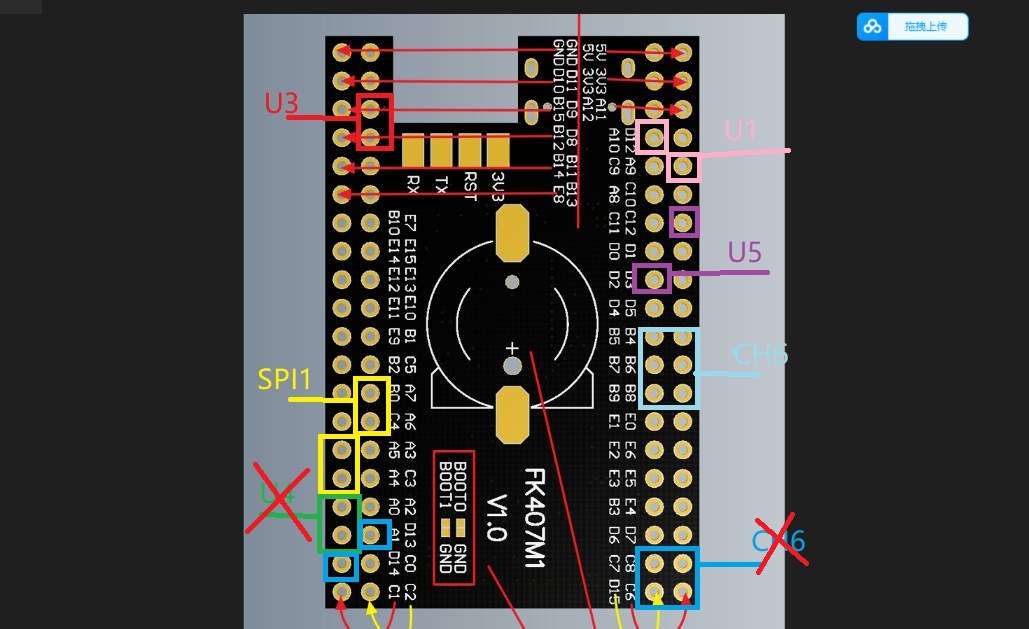 拖拽上传
GND GND 5V 5V
D10 D11 3V3 3V3
B15 D9 A12 A11
B12 D8
B14 B11
E8 B13
U3
U1
U5
CH6
SPI1
U4
CH6
RX TX RST 3V3
A10
C9 A9
A8 C10
C11 C12
D0 D1
D2 D3
D4 D5
B5 B4
B7 B6
B9 B8
E1 E0
E2 E6
E3 E5
B3 E4
D6 D7
C7 C8
D15 C6
B10 E7
E14 E15
E12 E13
E11 E10
E9 B1
B2 C5
B0 A7
C4 A6
A5 A3
A4 C3
A0 A2
A1 D13
D14 C0
C1 C2
+
BOOT0 GND
BOOT1 GND
FK407M1
V1.0